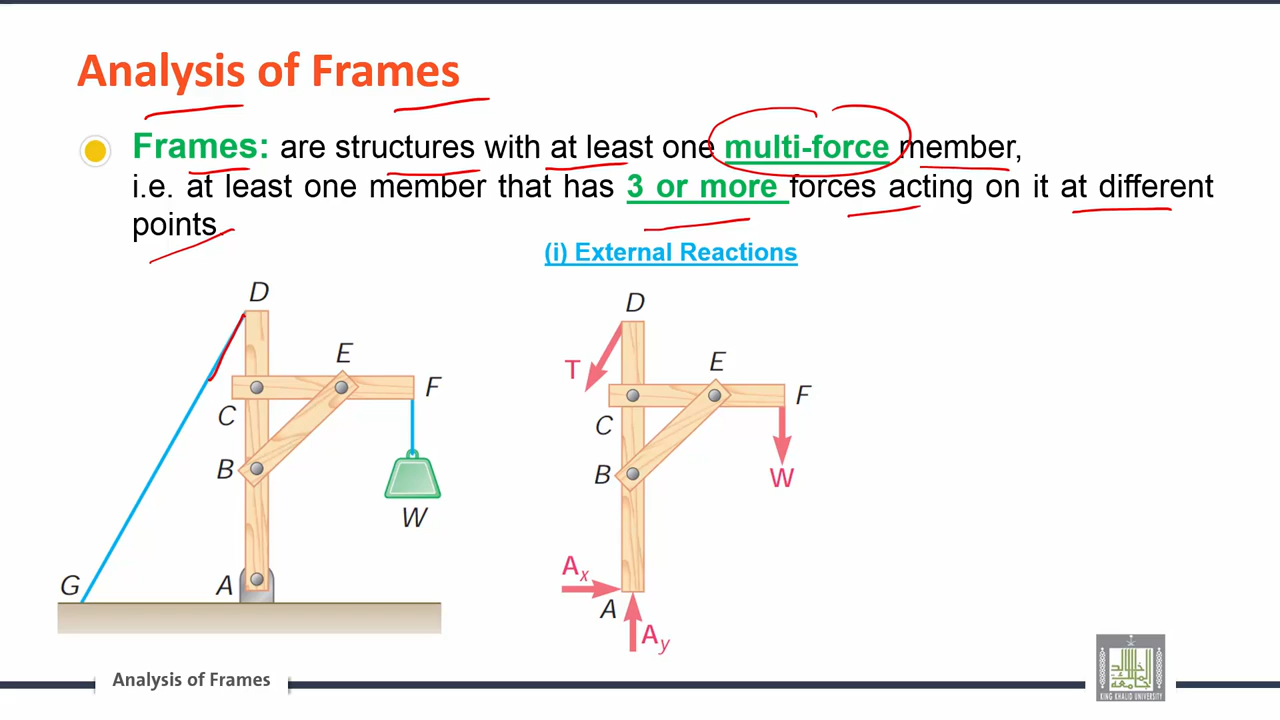 Analysis of Frames
Frames: are structures with at least one multi-force member,
i.e. at least one member that has 3 or more forces acting on it at different
points.
(i) External Reactions
D
E
F
C
B
W
G
A
D
T
E
F
C
B
W
Ax
A
Ay
Analysis of Frames
KING KHALID UNIVERSITY